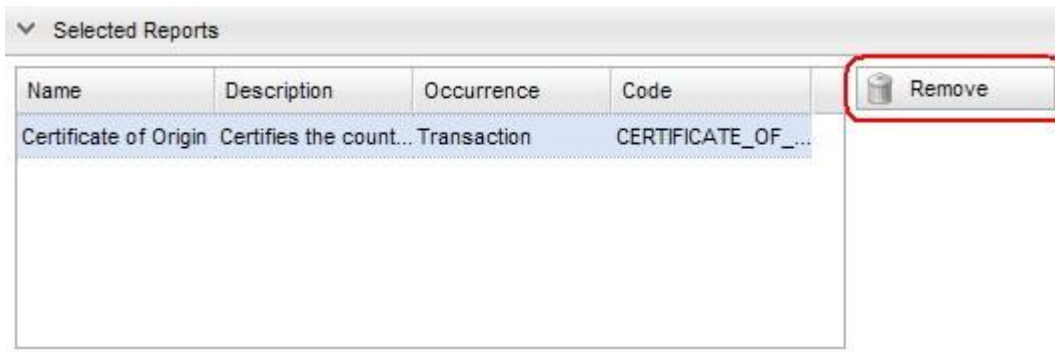 Selected Reports
Name Description Occurrence Code Remove
Certificate of Origin Certifies the count... Transaction CERTIFICATE_OF_...